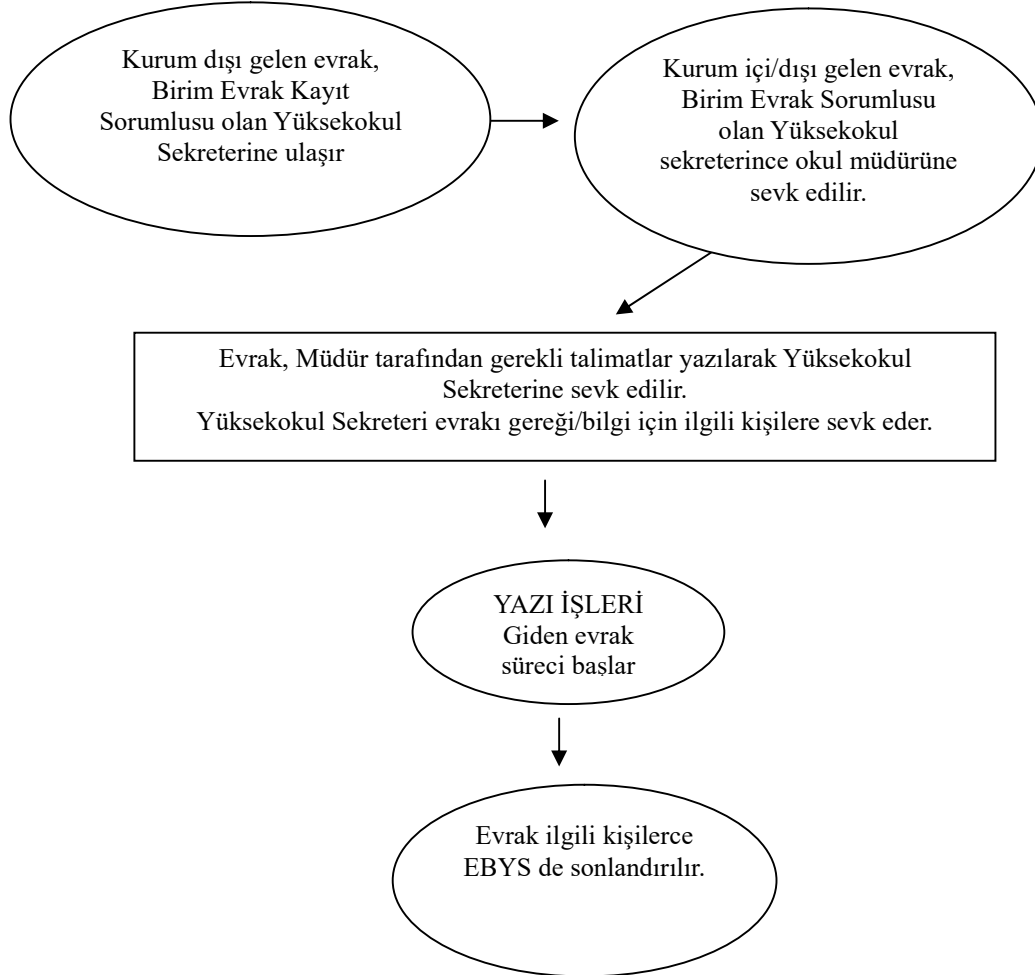 Kurum dışı gelen evrak,
Birim Evrak Kayıt
Sorumlusu olan Yüksekokul
Sekreterine ulaşır
Kurum içi/dışı gelen evrak,
Birim Evrak Sorumlusu
olan Yüksekokul
sekreterince okul müdürüne
sevk edilir.
Evrak, Müdür tarafından gerekli talimatlar yazılarak Yüksekokul
Sekreterine sevk edilir.
Yüksekokul Sekreteri evrakı gereği/bilgi için ilgili kişilere sevk eder.
YAZI İŞLERİ
Giden evrak
süreci başlar
Evrak ilgili kişilerce
EBYS de sonlandırılır.